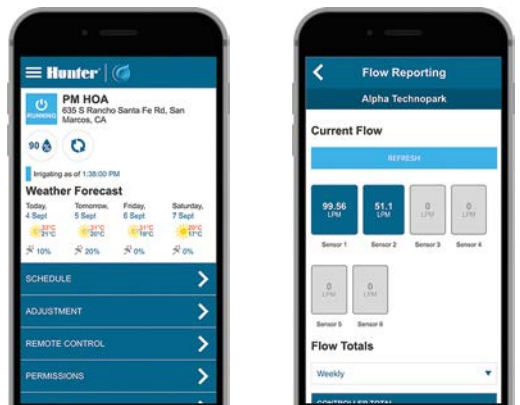 Hunter
RUNNING
PM HOA
635 S Rancho Santa Fe Rd, San
Marcos, CA
90
Irrigating as of 1:38:00 PM
Weather Forecast
Today, Tomorrow, Friday, Saturday,
4 Sept 5 Sept 6 Sept 7 Sept
21°C 20°C 19°C 17°C
10% 20% 0% 0%
SCHEDULE
ADJUSTMENT
REMOTE CONTROL
PERMISSIONS
Flow Reporting
Alpha Technopark
Current Flow
REFRESH
99.56 51.1 0 0
LPM LPM LPM LPM
Sensor 1 Sensor 2 Sensor 3 Sensor 4
0 0
LPM LPM
Sensor 5 Sensor 6
Flow Totals
Weekly
CONTROLLER TOTAL